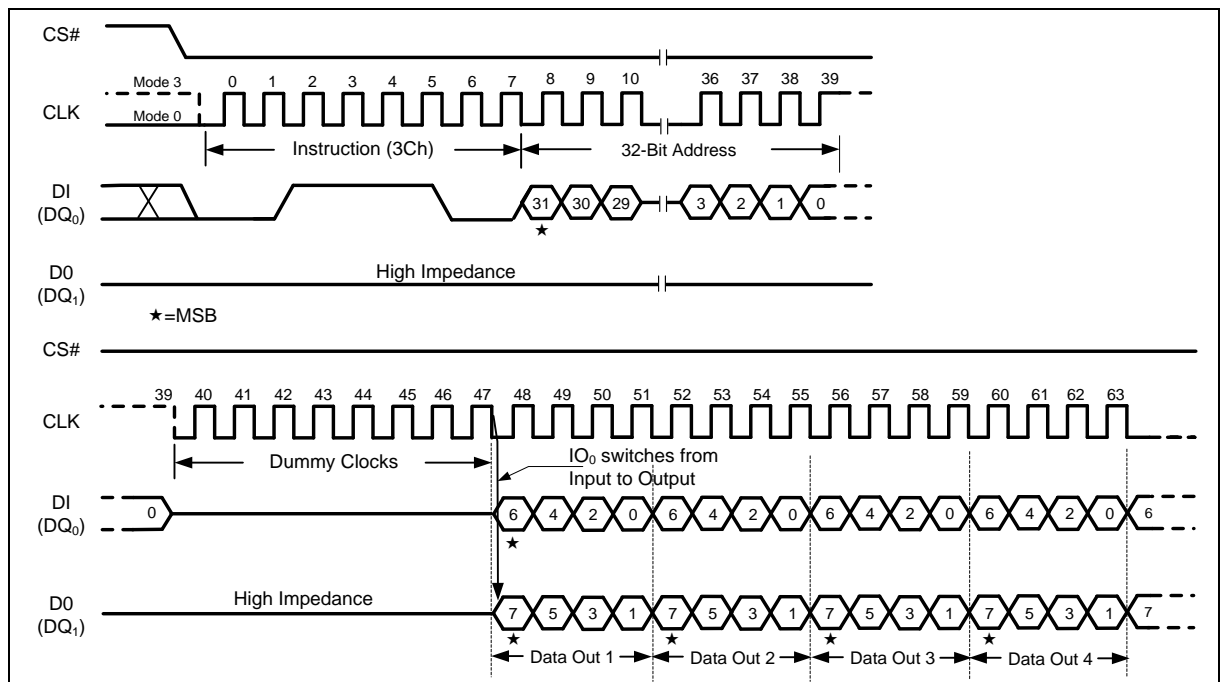 CS#
Mode 3 0 1 2 3 4 5 6 7 8 9 10 36 37 38 39
CLK
Mode 0
Instruction (3Ch) 32-Bit Address
DI
(DQ0) 31 30 29 3 2 1 0
★
D0
(DQ1)
High Impedance
★=MSB
CS#
39 40 41 42 43 44 45 46 47 48 49 50 51 52 53 54 55 56 57 58 59 60 61 62 63
CLK
Dummy Clocks
IO0 switches from
Input to Output
DI
(DQ0) 0 6 4 2 0 6 4 2 0 6 4 2 0 6 4 2 0 6
★
D0
(DQ1)
High Impedance 7 5 3 1 7 5 3 1 7 5 3 1 7 5 3 1 7
★ ★ ★ ★
Data Out 1 Data Out 2 Data Out 3 Data Out 4